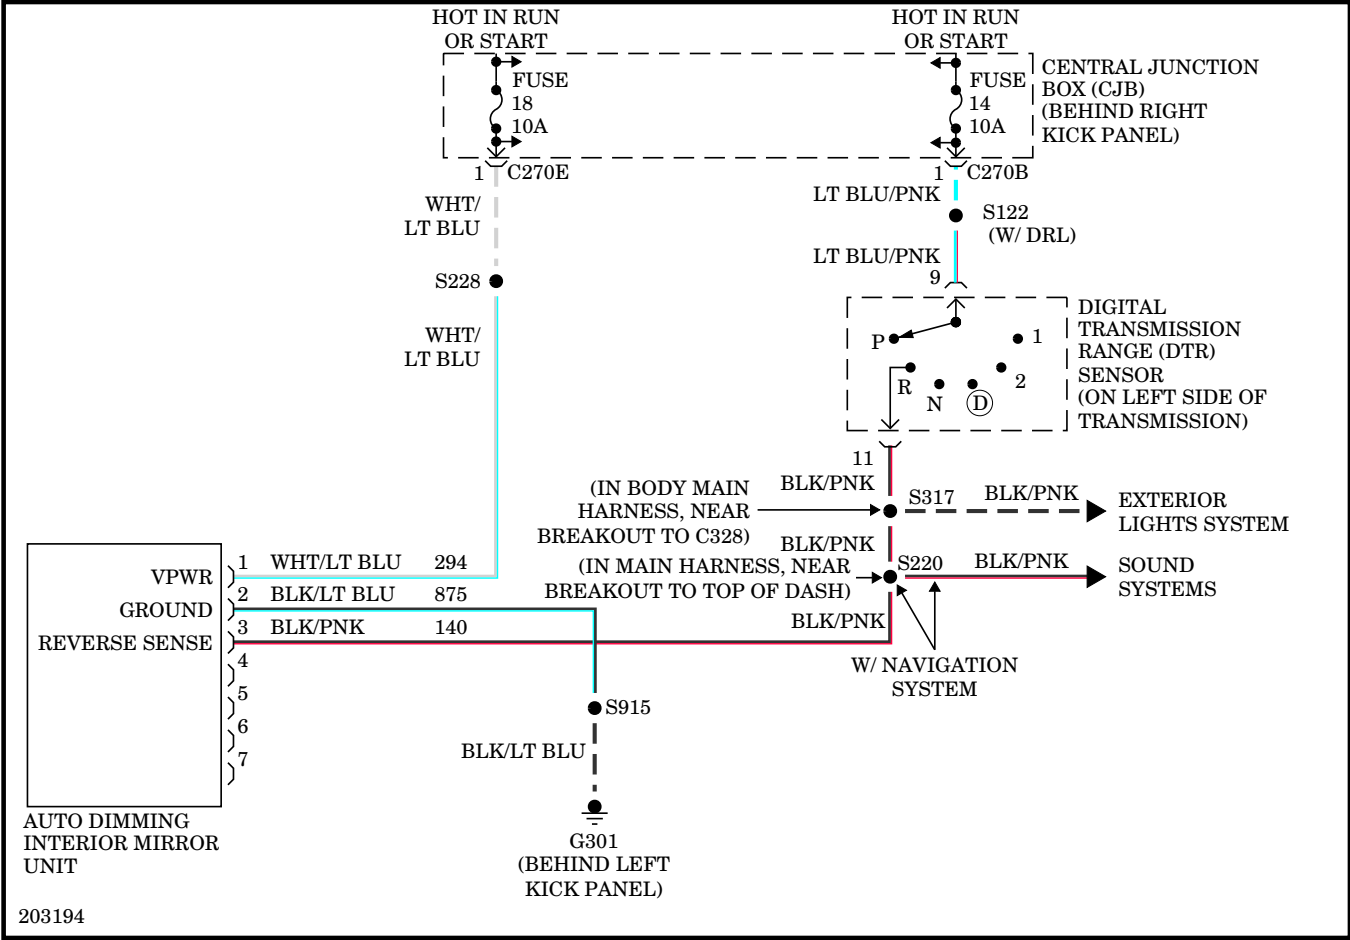 HOT IN RUN
OR START
HOT IN RUN
OR START
FUSE
18
10A
FUSE
14
10A
CENTRAL JUNCTION
BOX (CJB)
(BEHIND RIGHT
KICK PANEL)
1
C270E
1
C270B
WHT/
LT BLU
LT BLU/PNK
S122
(W/ DRL)
LT BLU/PNK
9
S228
WHT/
LT BLU
DIGITAL
TRANSMISSION
RANGE (DTR)
SENSOR
(ON LEFT SIDE OF
TRANSMISSION)
P
R
N
D
2
1
11
BLK/PNK
(IN BODY MAIN
HARNESS, NEAR
BREAKOUT TO C328)
S317
BLK/PNK
EXTERIOR
LIGHTS SYSTEM
BLK/PNK
(IN MAIN HARNESS, NEAR
BREAKOUT TO TOP OF DASH)
S220
BLK/PNK
SOUND
SYSTEMS
BLK/PNK
W/ NAVIGATION
SYSTEM
VPWR
1
WHT/LT BLU
294
GROUND
2
BLK/LT BLU
875
REVERSE SENSE
3
BLK/PNK
140
4
5
6
7
S915
BLK/LT BLU
G301
(BEHIND LEFT
KICK PANEL)
AUTO DIMMING
INTERIOR MIRROR
UNIT
203194